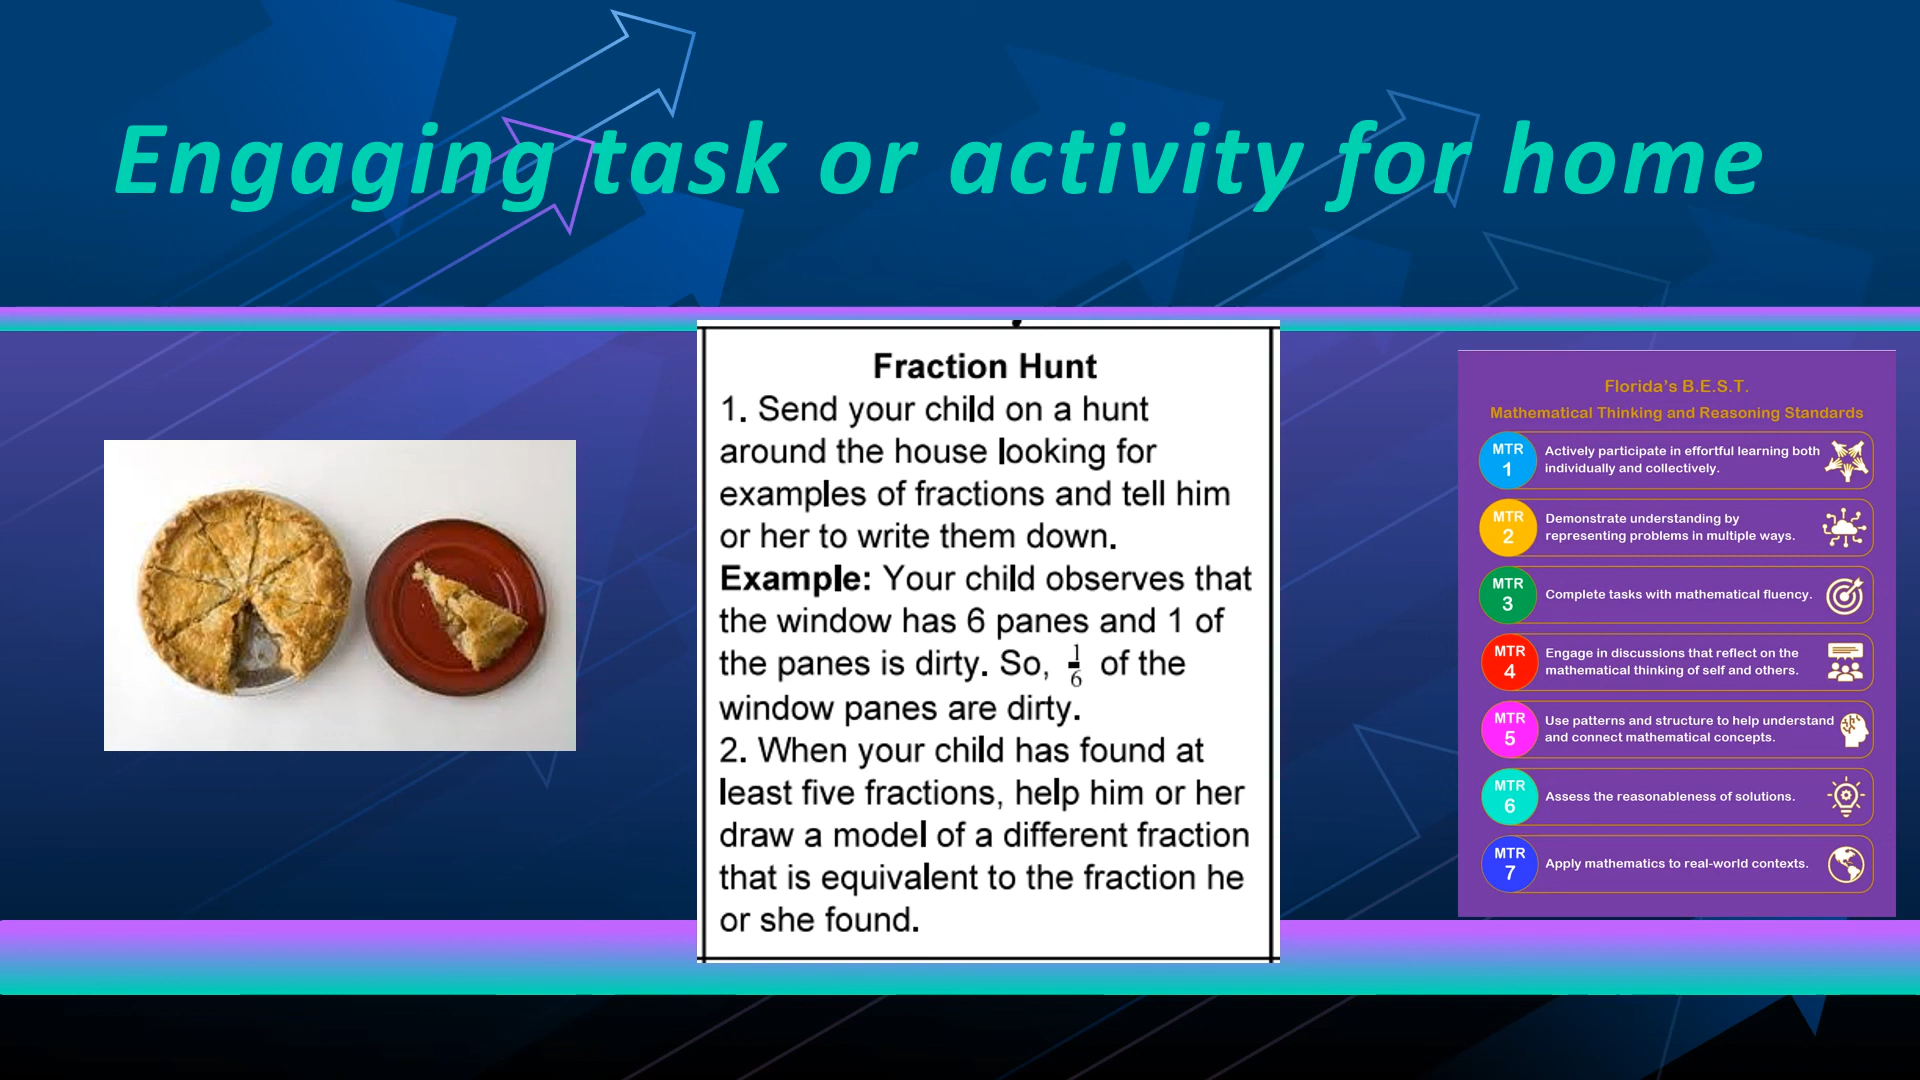 Engaging task or activity for home
Fraction Hunt
1. Send your child on a hunt
around the house looking for
examples of fractions and tell him
or her to write them down.
Example: Your child observes that
the window has 6 panes and 1 of
the panes is dirty. So, 1/6 of the
window panes are dirty.
2. When your child has found at
least five fractions, help him or her
draw a model of a different fraction
that is equivalent to the fraction he
or she found.
Florida's B.E.S.T.
Mathematical Thinking and Reasoning Standards
MTR
1
Actively participate in effortful learning both
individually and collectively.
MTR
2
Demonstrate understanding by
representing problems in multiple ways.
MTR
3
Complete tasks with mathematical fluency.
MTR
4
Engage in discussions that reflect on the
mathematical thinking of self and others.
MTR
5
Use patterns and structure to help understand
and connect mathematical concepts.
MTR
6
Assess the reasonableness of solutions.
MTR
7
Apply mathematics to real-world contexts.